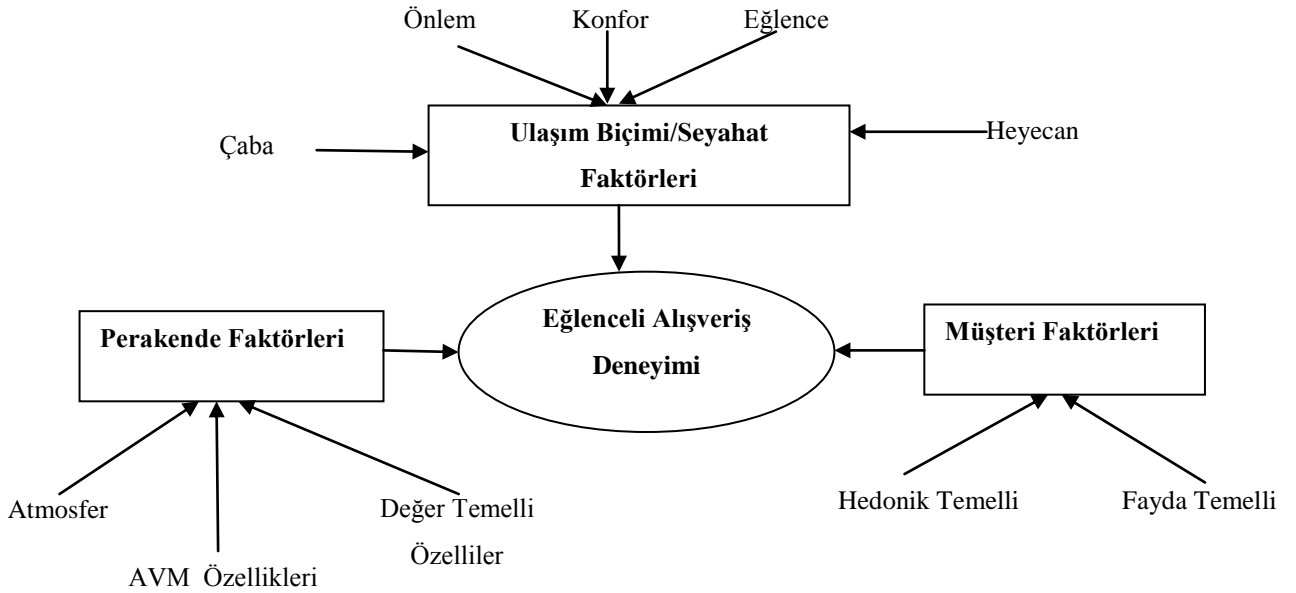 Önlem
Konfor
Eğlence
Çaba
Ulaşım Biçimi/Seyahat
Faktörleri
Heyecan
Perakende Faktörleri
Eğlenceli Alışveriş
Deneyimi
Müşteri Faktörleri
Atmosfer
AVM Özellikleri
Değer Temelli
Özelliler
Hedonik Temelli
Fayda Temelli